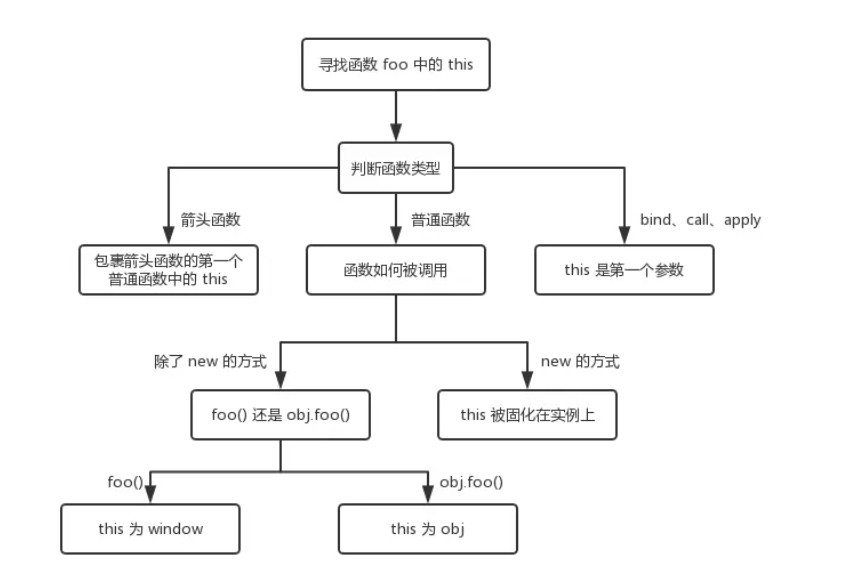 寻找函数 foo 中的 this
判断函数类型
箭头函数
普通函数
bind、call、apply
包裹箭头函数的第一个
普通函数中的 this
函数如何被调用
this 是第一个参数
除了 new 的方式
new 的方式
foo() 还是 obj.foo()
this 被固化在实例上
foo()
obj.foo()
this 为 window
this 为 obj